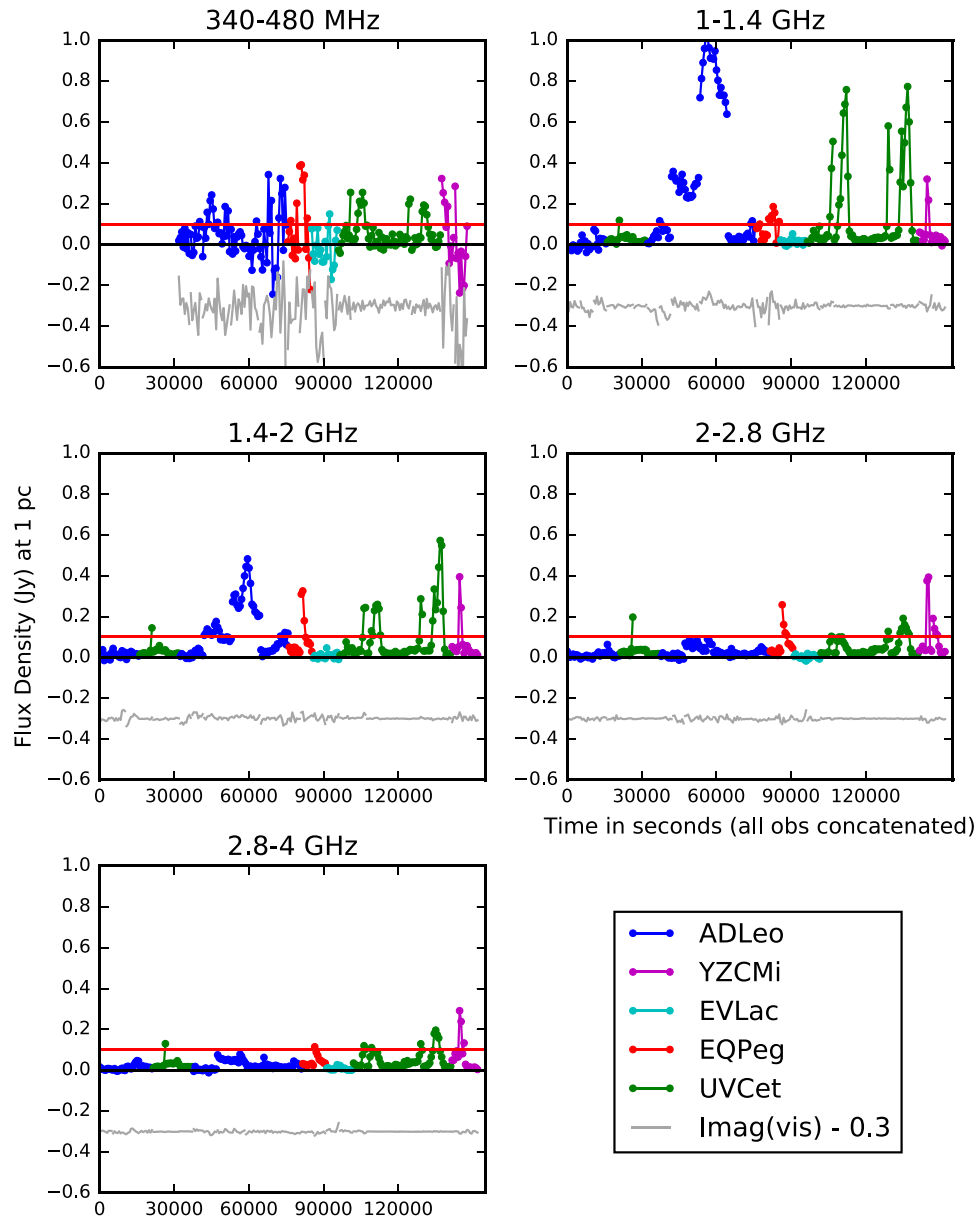 340-480 MHz
1.0
0.8
0.6
0.4
0.2
0.0
−0.2
−0.4
−0.6
0 30000 60000 90000 120000
1-1.4 GHz
1.0
0.8
0.6
0.4
0.2
0.0
−0.2
−0.4
−0.6
0 30000 60000 90000 120000
1.4-2 GHz
1.0
0.8
0.6
0.4
0.2
0.0
−0.2
−0.4
−0.6
0 30000 60000 90000 120000
Flux Density (Jy) at 1 pc
2-2.8 GHz
1.0
0.8
0.6
0.4
0.2
0.0
−0.2
−0.4
−0.6
0 30000 60000 90000 120000
Time in seconds (all obs concatenated)
2.8-4 GHz
1.0
0.8
0.6
0.4
0.2
0.0
−0.2
−0.4
−0.6
0 30000 60000 90000 120000
ADLeo
YZCMi
EVLac
EQPeg
UVCet
Imag(vis) - 0.3